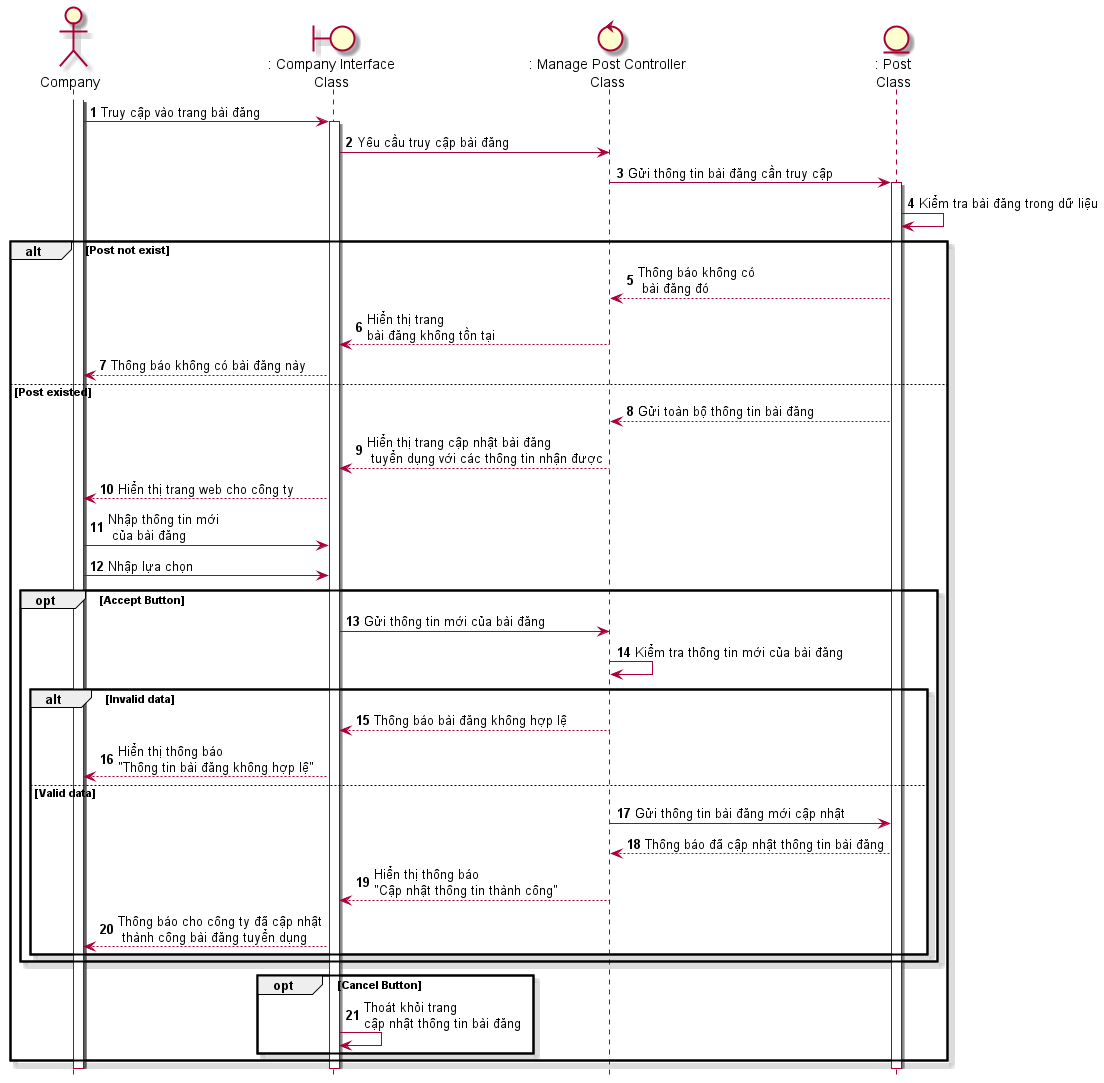 Company
: Company Interface
Class
: Manage Post Controller
Class
: Post
Class
1 Truy cập vào trang bài đăng
2 Yêu cầu truy cập bài đăng
3 Gửi thông tin bài đăng cần truy cập
4 Kiểm tra bài đăng trong dữ liệu
alt [Post not exist]
5 Thông báo không có
bài đăng đó
6 Hiển thị trang
bài đăng không tồn tại
7 Thông báo không có bài đăng này
[Post existed]
8 Gửi toàn bộ thông tin bài đăng
9 Hiển thị trang cập nhật bài đăng
tuyển dụng với các thông tin nhận được
10 Hiển thị trang web cho công ty
11 Nhập thông tin mới
của bài đăng
12 Nhập lựa chọn
opt [Accept Button]
13 Gửi thông tin mới của bài đăng
14 Kiểm tra thông tin mới của bài đăng
alt [Invalid data]
15 Thông báo bài đăng không hợp lệ
16 Hiển thị thông báo
"Thông tin bài đăng không hợp lệ"
[Valid data]
17 Gửi thông tin bài đăng mới cập nhật
18 Thông báo đã cập nhật thông tin bài đăng
19 Hiển thị thông báo
"Cập nhật thông tin thành công"
20 Thông báo cho công ty đã cập nhật
thành công bài đăng tuyển dụng
opt [Cancel Button]
21 Thoát khỏi trang
cập nhật thông tin bài đăng